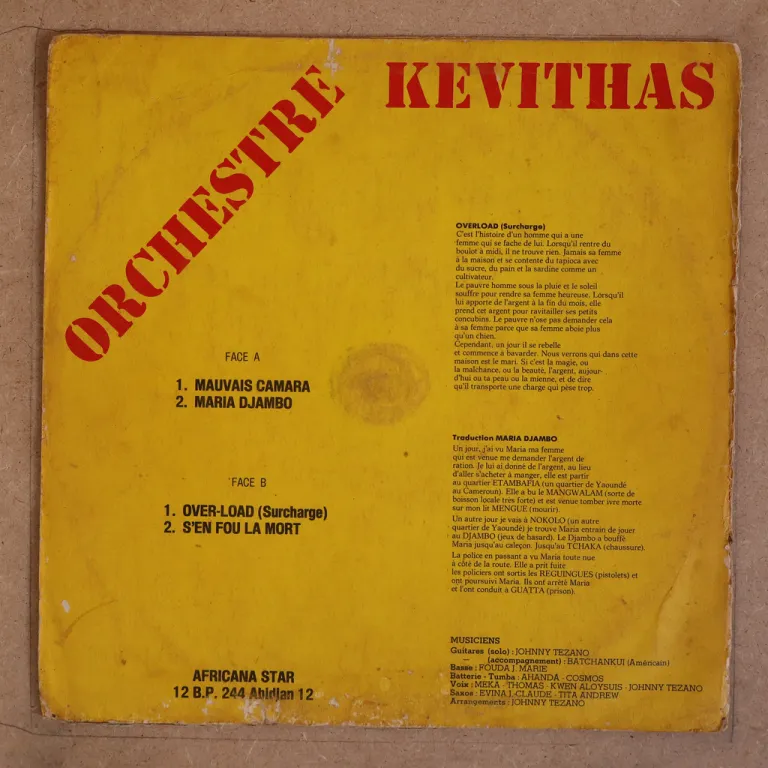 ORCHESTRE
KEVITHAS
FACE A
1. MAUVAIS CAMARA
2. MARIA DJAMBO
FACE B
1. OVER-LOAD (Surcharge)
2. S'EN FOU LA MORT
AFRICANA STAR
12 B.P. 244 Abidjan 12
OVERLOAD (Surcharge)
C'est l'histoire d'un homme qui a une
femme qui se fache de lui. Lorsqu'il rentre du
boulot à midi, il ne trouve rien. Jamais sa femme
à la maison et se contente du tapioca avec
du sucre, du pain et la sardine comme un
cultivateur.
Le pauvre homme sous la pluie et le soleil
souffre pour rendre sa femme heureuse. Lorsqu'il
lui apporte de l'argent à la fin du mois, elle
prend cet argent pour ravitailler ses petits
concubins. Le pauvre n'ose pas demander cela
à sa femme parce que sa femme aboie plus
qu'un chien.
Cependant, un jour il se rebelle
et commence à bavarder. Nous verrons qui dans cette
maison est le mari. Si c'est la magie, ou
la malchance, ou la beauté, l'argent, aujour-
d'hui ou ta peau ou la mienne, et de dire
qu'il transporte une charge qui pèse trop.
Traduction MARIA DJAMBO
Un jour, j'ai vu Maria ma femme
qui est venue me demander l'argent de
ration. Je lui ai donné de l'argent, au lieu
d'aller s'acheter à manger, elle est partie
au quartier ETAMBAFIA (un quartier de Yaoundé
au Cameroun). Elle a bu le MANGWALAM (sorte de
boisson locale très forte) et est venue tomber ivre morte
sur mon lit MENGUE (mourir).
Un autre jour je vais à NOKOLO (un autre
quartier de Yaoundé) je trouve Maria entrain de jouer
au DJAMBO (jeux de hasard). Le Djambo a bouffé
Maria jusqu'au caleçon. Jusqu'au TCHAKA (chaussure).
La police en passant a vu Maria toute nue
à côté de la route. Elle a prit fuite
les policiers ont sortis les REGUINGUES (pistolets) et
ont poursuivi Maria. Ils ont arrêté Maria
et l'ont conduit à GUATTA (prison).
MUSICIENS
Guitares (solo) : JOHNNY TEZANO
— (accompagnement) : BATCHANKUI (Américain)
Basse : FOUDA J. MARIE
Batterie - Tumba : AHANDA - COSMOS
Voix : MEKA - THOMAS - KWEN ALOYSUIS - JOHNNY TEZANO
Saxos : EVINA J.-CLAUDE - TITA ANDREW
Arrangements : JOHNNY TEZANO